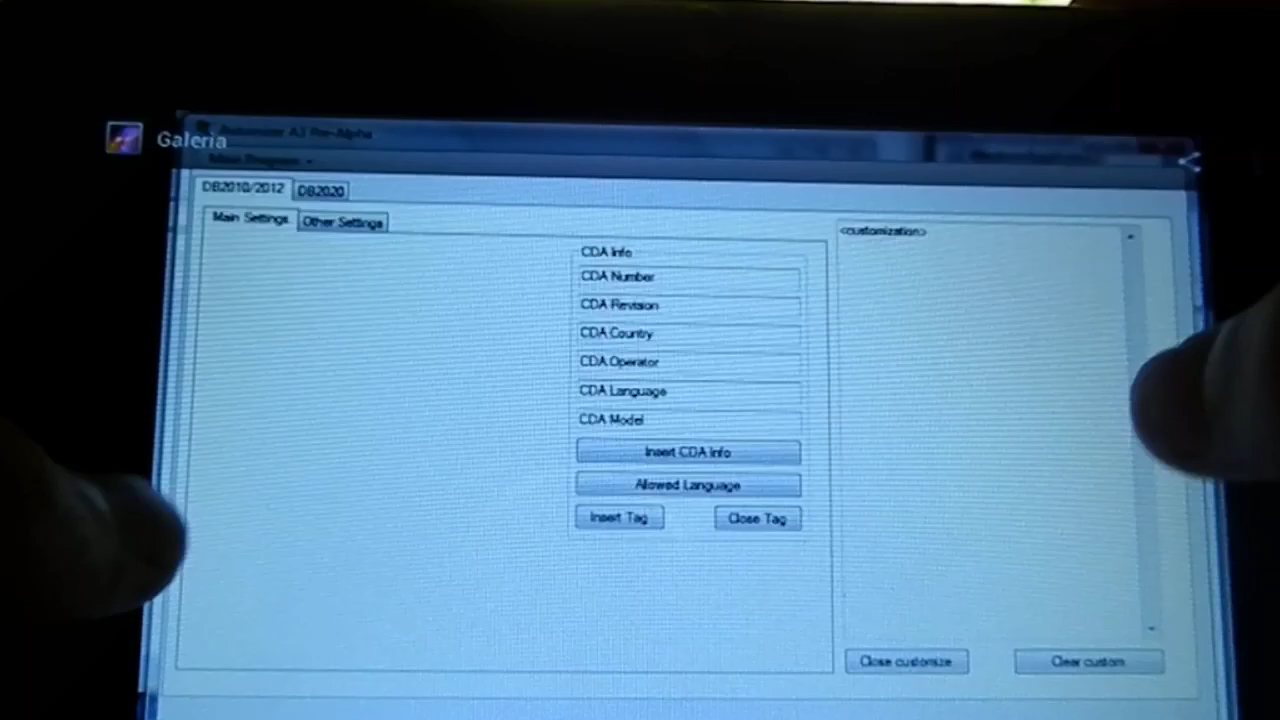 Galeria
DB2010/2012 DB2020
Main Settings Other Settings
CDA Info
CDA Number
CDA Revision
CDA Country
CDA Operator
CDA Language
CDA Model
Insert CDA Info
Allowed Language
Insert Tag Close Tag
<customization>
Close customize Clear custom